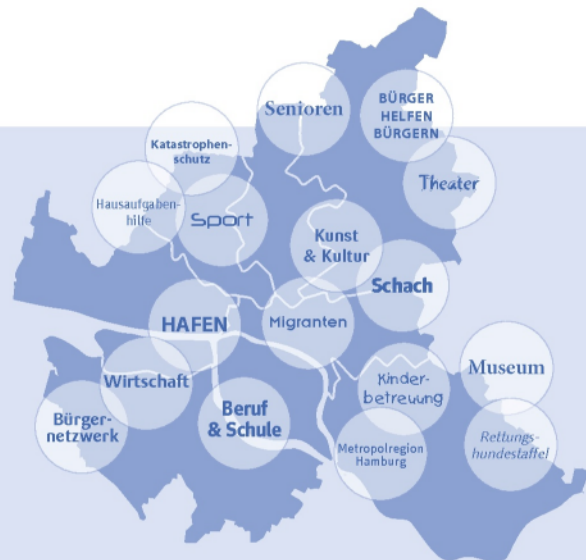 Senioren
BÜRGER
HELFEN
BÜRGERN
Katastrophen-
schutz
Theater
Hausaufgaben-
hilfe
Sport
Kunst
& Kultur
Schach
HAFEN
Migranten
Museum
Wirtschaft
Kinder-
betreuung
Beruf
& Schule
Bürger-
netzwerk
Metropolregion
Hamburg
Rettungs-
hundestaffel